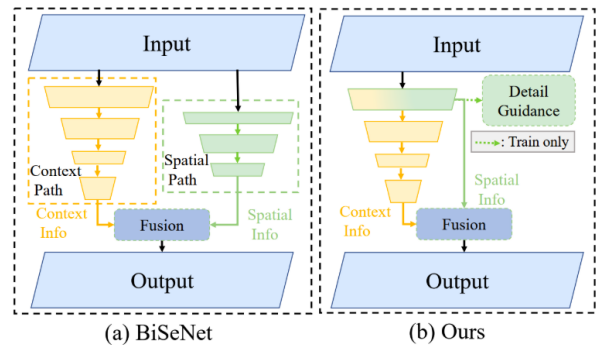 Input
Context
Path
Spatial
Path
Context
Info
Fusion
Spatial
Info
Output
(a) BiSeNet
Input
Detail
Guidance
: Train only
Spatial
Info
Context
Info
Fusion
Output
(b) Ours